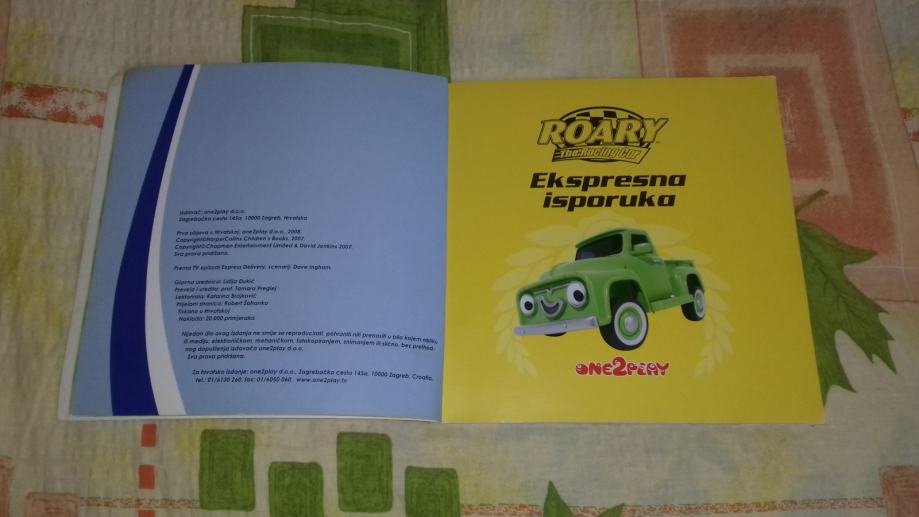 Izdavač: one2play d.o.o.
Zagrebačka cesta 145a, 10000 Zagreb, Hrvatska
Prva objava u Hrvatskoj: one2play d.o.o., 2008.
Copyright©HarperCollins Children's Books, 2007.
Copyright©Chapman Entertainment Limited & David Jenkins 2007.
Sva prava pridržana.
Prema TV epizodi Express Delivery, scenarij: Dave Ingham.
Glavna urednica: Lidija Dukić
Prevela i uredila: prof. Tamara Preglej
Lektorirala: Katarina Brajković
Prijelom stranica: Robert Šafranko
Tiskano u Hrvatskoj
Naklada: 20.000 primjeraka
Nijedan dio ovog izdanja ne smije se reproducirati, pohraniti niti prenositi u bilo kojem obliku
ili mediju, elektroničkom, mehaničkom, fotokopiranjem, snimanjem ili slično, bez prethod-
nog dopuštenja izdavača one2play d.o.o.
Sva prava pridržana.
Za hrvatsko izdanje: one2play d.o.o., Zagrebačka cesta 145a, 10000 Zagreb, Croatia,
tel.: 01/6130 260, fax: 01/6050 060, www.one2play.tv
ROARY
The Racing Car
Ekspresna
isporuka
ONE2PLAY